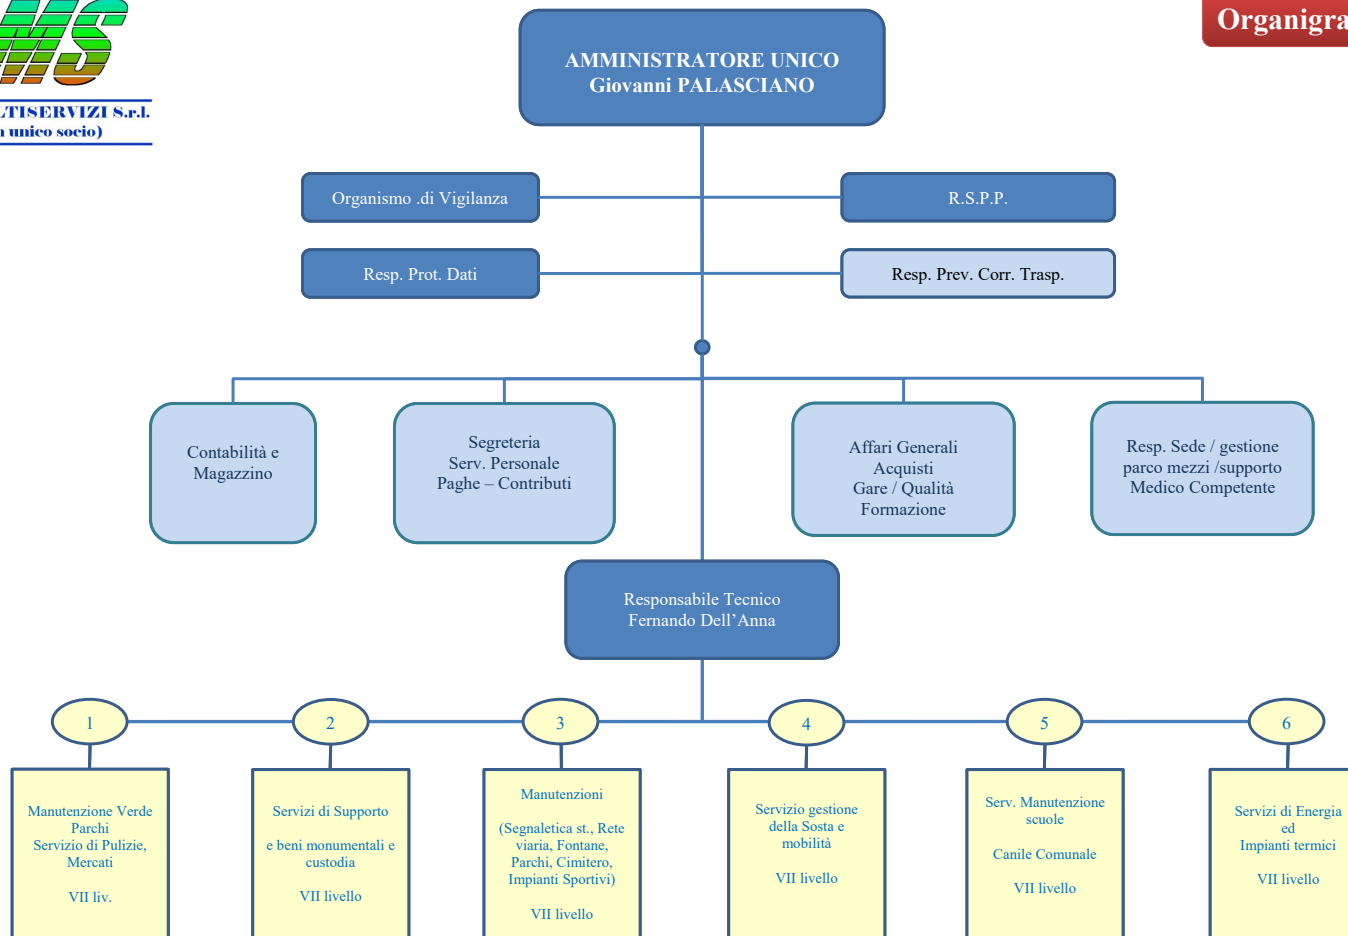 MS
LTISERVIZI S.r.l.
unico socio)
Organigra
AMMINISTRATORE UNICO
Giovanni PALASCIANO
Organismo .di Vigilanza
R.S.P.P.
Resp. Prot. Dati
Resp. Prev. Corr. Trasp.
Contabilità e
Magazzino
Segreteria
Serv. Personale
Paghe – Contributi
Affari Generali
Acquisti
Gare / Qualità
Formazione
Resp. Sede / gestione
parco mezzi /supporto
Medico Competente
Responsabile Tecnico
Fernando Dell’Anna
1
2
3
4
5
6
Manutenzione Verde
Parchi
Servizio di Pulizie,
Mercati
VII liv.
Servizi di Supporto
e beni monumentali e
custodia
VII livello
Manutenzioni
(Segnaletica st., Rete
viaria, Fontane,
Parchi, Cimitero,
Impianti Sportivi)
VII livello
Servizio gestione
della Sosta e
mobilità
VII livello
Serv. Manutenzione
scuole
Canile Comunale
VII livello
Servizi di Energia
ed
Impianti termici
VII livello